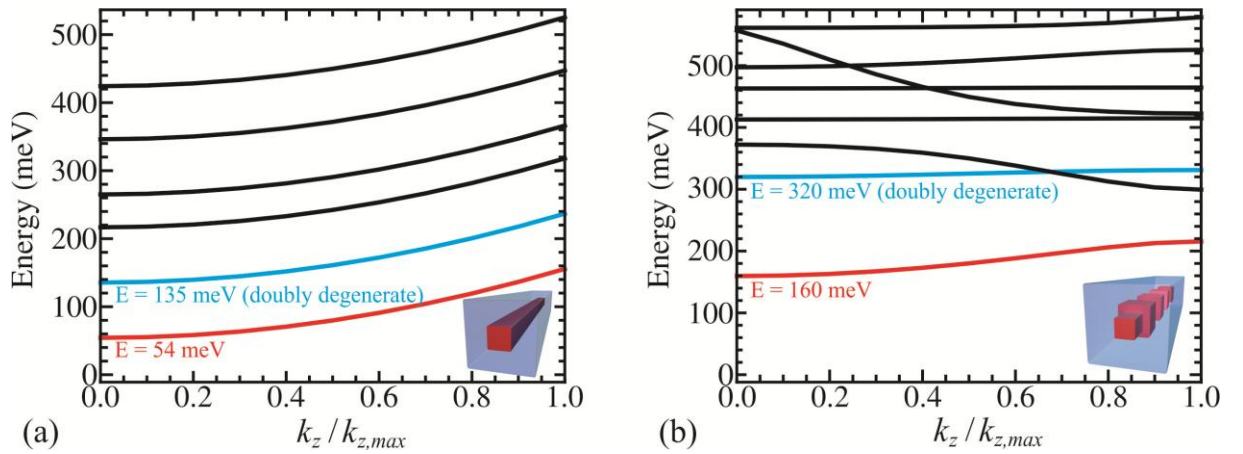 500
400
300
200
100
0
Energy (meV)
E = 135 meV (doubly degenerate)
E = 54 meV
0.0 0.2 0.4 0.6 0.8 1.0
k_z / k_{z,max}
(a)
500
400
300
200
100
0
Energy (meV)
E = 320 meV (doubly degenerate)
E = 160 meV
0.0 0.2 0.4 0.6 0.8 1.0
k_z / k_{z,max}
(b)